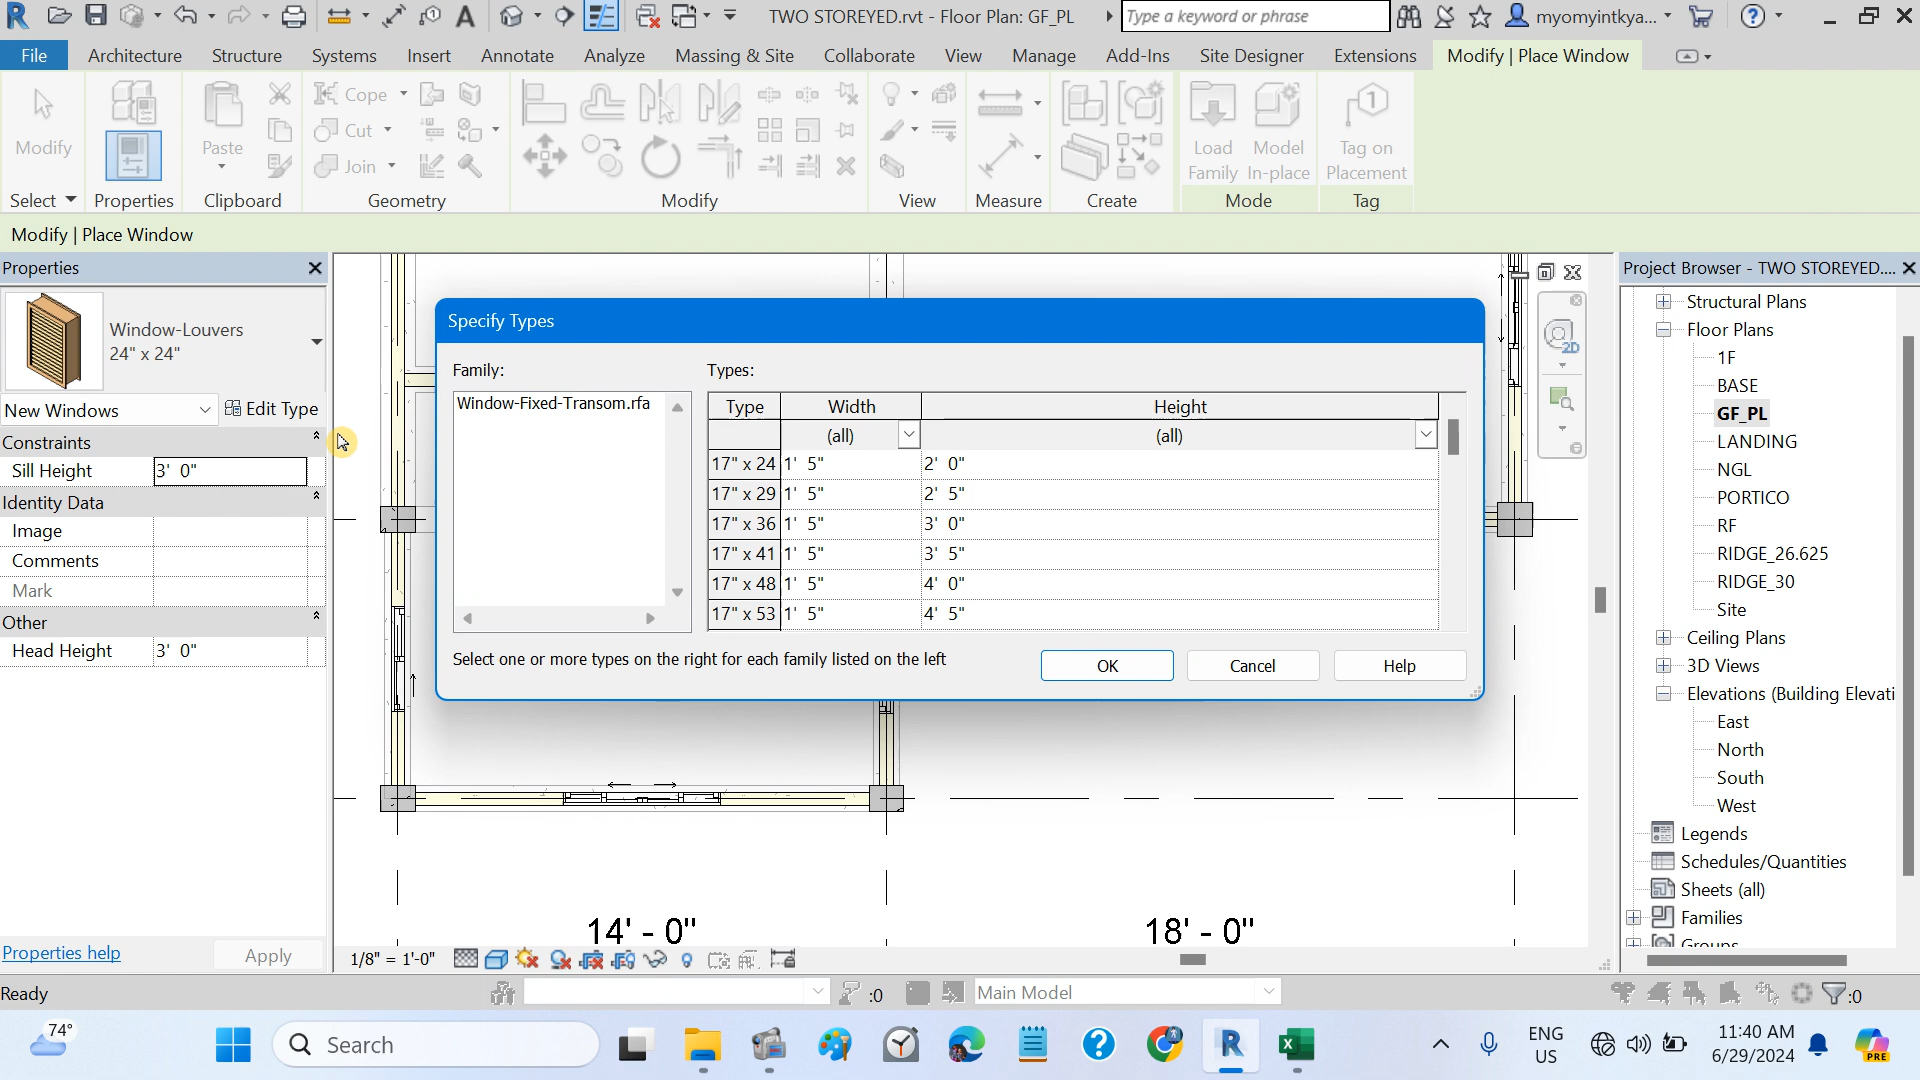 TWO STOREYED.rvt - Floor Plan: GF_PL
Type a keyword or phrase
myomyintkya...
File Architecture Structure Systems Insert Annotate Analyze Massing & Site Collaborate View Manage Add-Ins Site Designer Extensions Modify | Place Window
Modify
Paste
Cope
Cut
Join
Load Family
Model In-place
Tag on Placement
Select Properties Clipboard Geometry Modify View Measure Create Mode Tag
Modify | Place Window
Properties
Window-Louvers
24" x 24"
New Windows Edit Type
Constraints
Sill Height 3' 0"
Identity Data
Image
Comments
Mark
Other
Head Height 3' 0"
Properties help Apply
Specify Types
Family: Types:
Window-Fixed-Transom.rfa
Type Width Height
(all) (all)
17" x 24 1' 5" 2' 0"
17" x 29 1' 5" 2' 5"
17" x 36 1' 5" 3' 0"
17" x 41 1' 5" 3' 5"
17" x 48 1' 5" 4' 0"
17" x 53 1' 5" 4' 5"
Select one or more types on the right for each family listed on the left
OK Cancel Help
2D
14' - 0" 18' - 0"
1/8" = 1'-0"
Project Browser - TWO STOREYED....
Structural Plans
Floor Plans
1F
BASE
GF_PL
LANDING
NGL
PORTICO
RF
RIDGE_26.625
RIDGE_30
Site
Ceiling Plans
3D Views
Elevations (Building Elevati
East
North
South
West
Legends
Schedules/Quantities
Sheets (all)
Families
Groups
Ready :0 Main Model :0
74°
Search
ENG
US
11:40 AM
6/29/2024
PRE